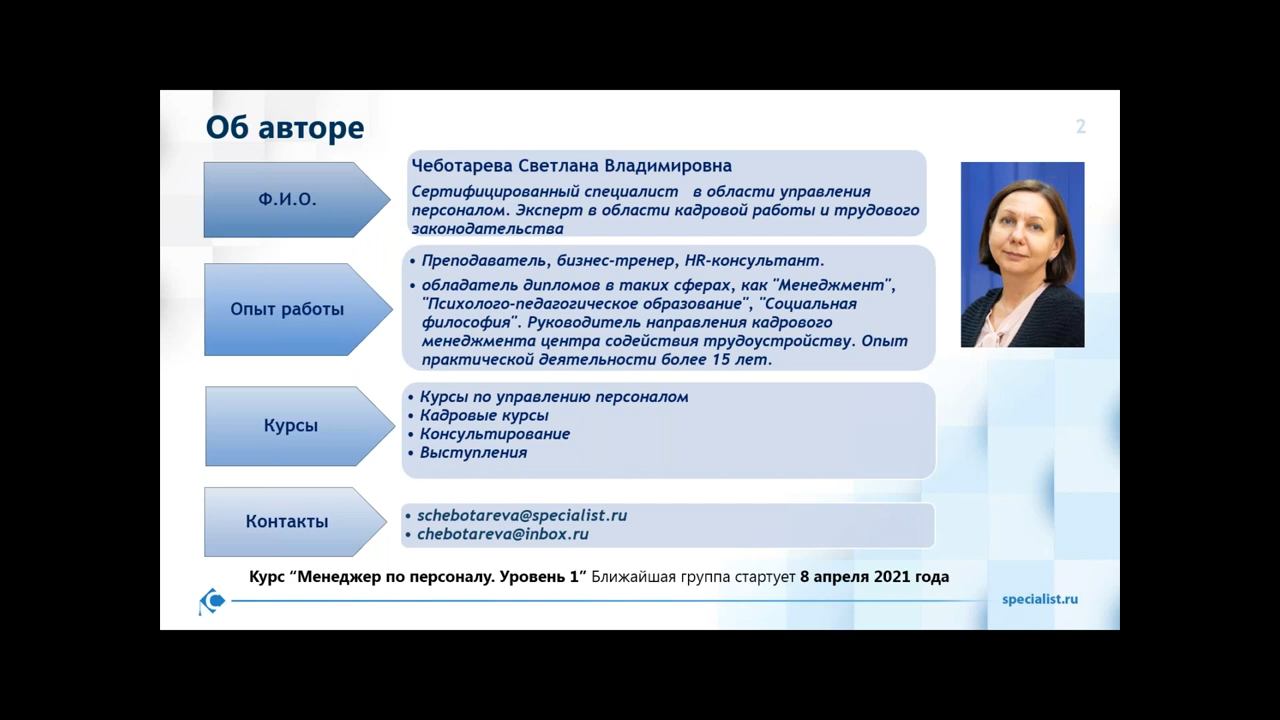 Об авторе
2
Ф.И.О.
Чеботарева Светлана Владимировна
Сертифицированный специалист в области управления
персоналом. Эксперт в области кадровой работы и трудового
законодательства
Опыт работы
• Преподаватель, бизнес-тренер, HR-консультант.
• обладатель дипломов в таких сферах, как "Менеджмент",
"Психолого-педагогическое образование", "Социальная
философия". Руководитель направления кадрового
менеджмента центра содействия трудоустройству. Опыт
практической деятельности более 15 лет.
Курсы
• Курсы по управлению персоналом
• Кадровые курсы
• Консультирование
• Выступления
Контакты
• schebotareva@specialist.ru
• chebotareva@inbox.ru
Курс “Менеджер по персоналу. Уровень 1” Ближайшая группа стартует 8 апреля 2021 года
specialist.ru